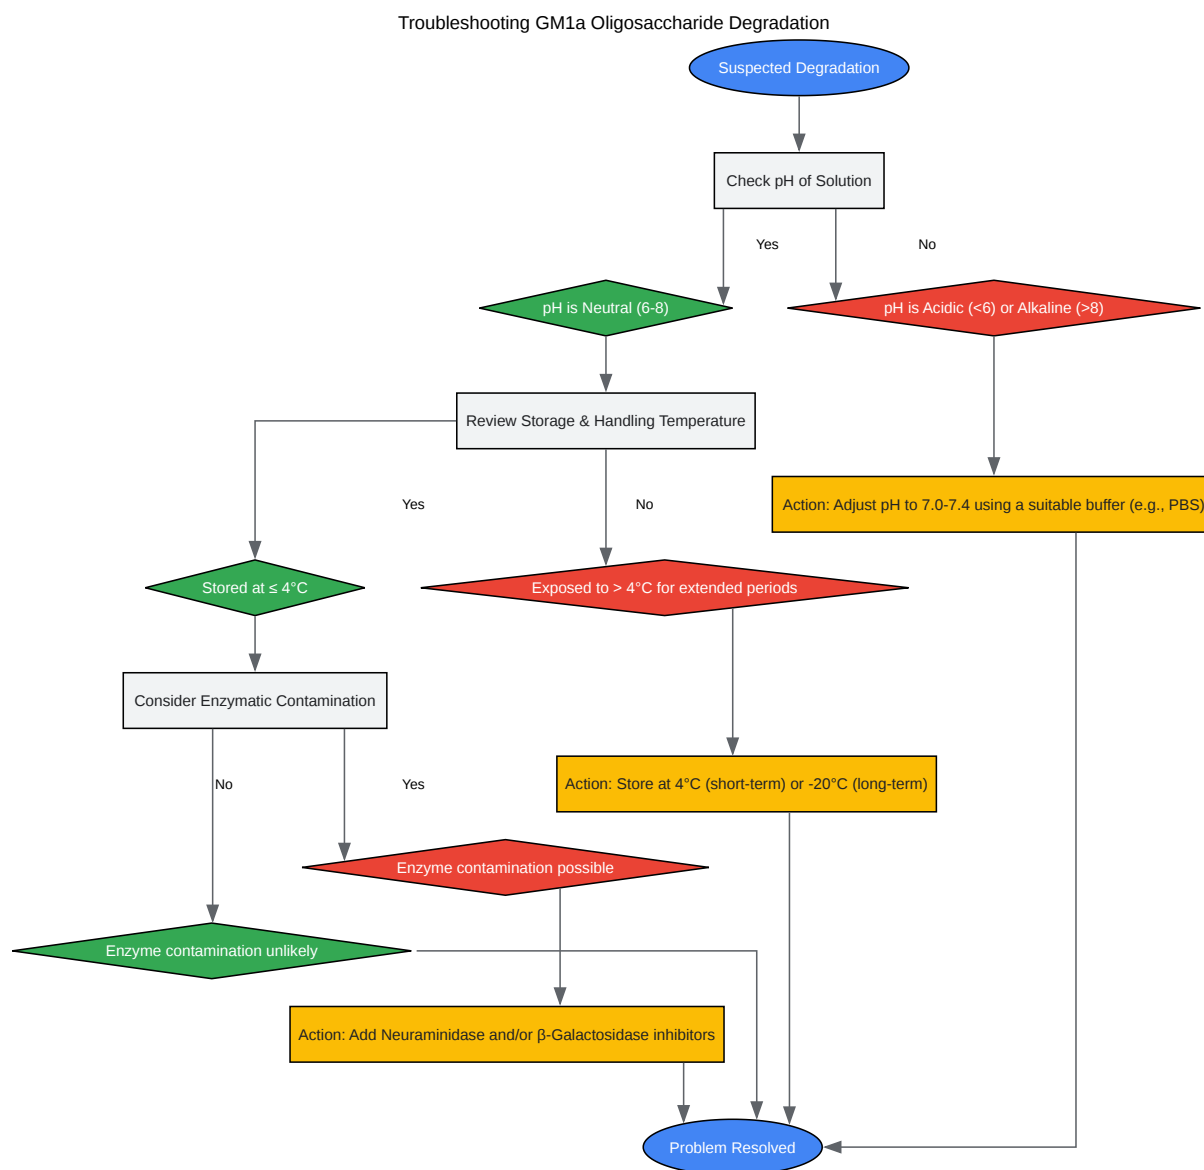 Troubleshooting GM1a Oligosaccharide Degradation
Suspected Degradation
Check pH of Solution
Yes
No
pH is Neutral (6-8)
pH is Acidic (<6) or Alkaline (>8)
Review Storage & Handling Temperature
Yes
No
Action: Adjust pH to 7.0-7.4 using a suitable buffer (e.g., PBS)
Stored at ≤ 4°C
Exposed to > 4°C for extended periods
Consider Enzymatic Contamination
No
Yes
Action: Store at 4°C (short-term) or -20°C (long-term)
Enzyme contamination possible
Enzyme contamination unlikely
Action: Add Neuraminidase and/or β-Galactosidase inhibitors
Problem Resolved